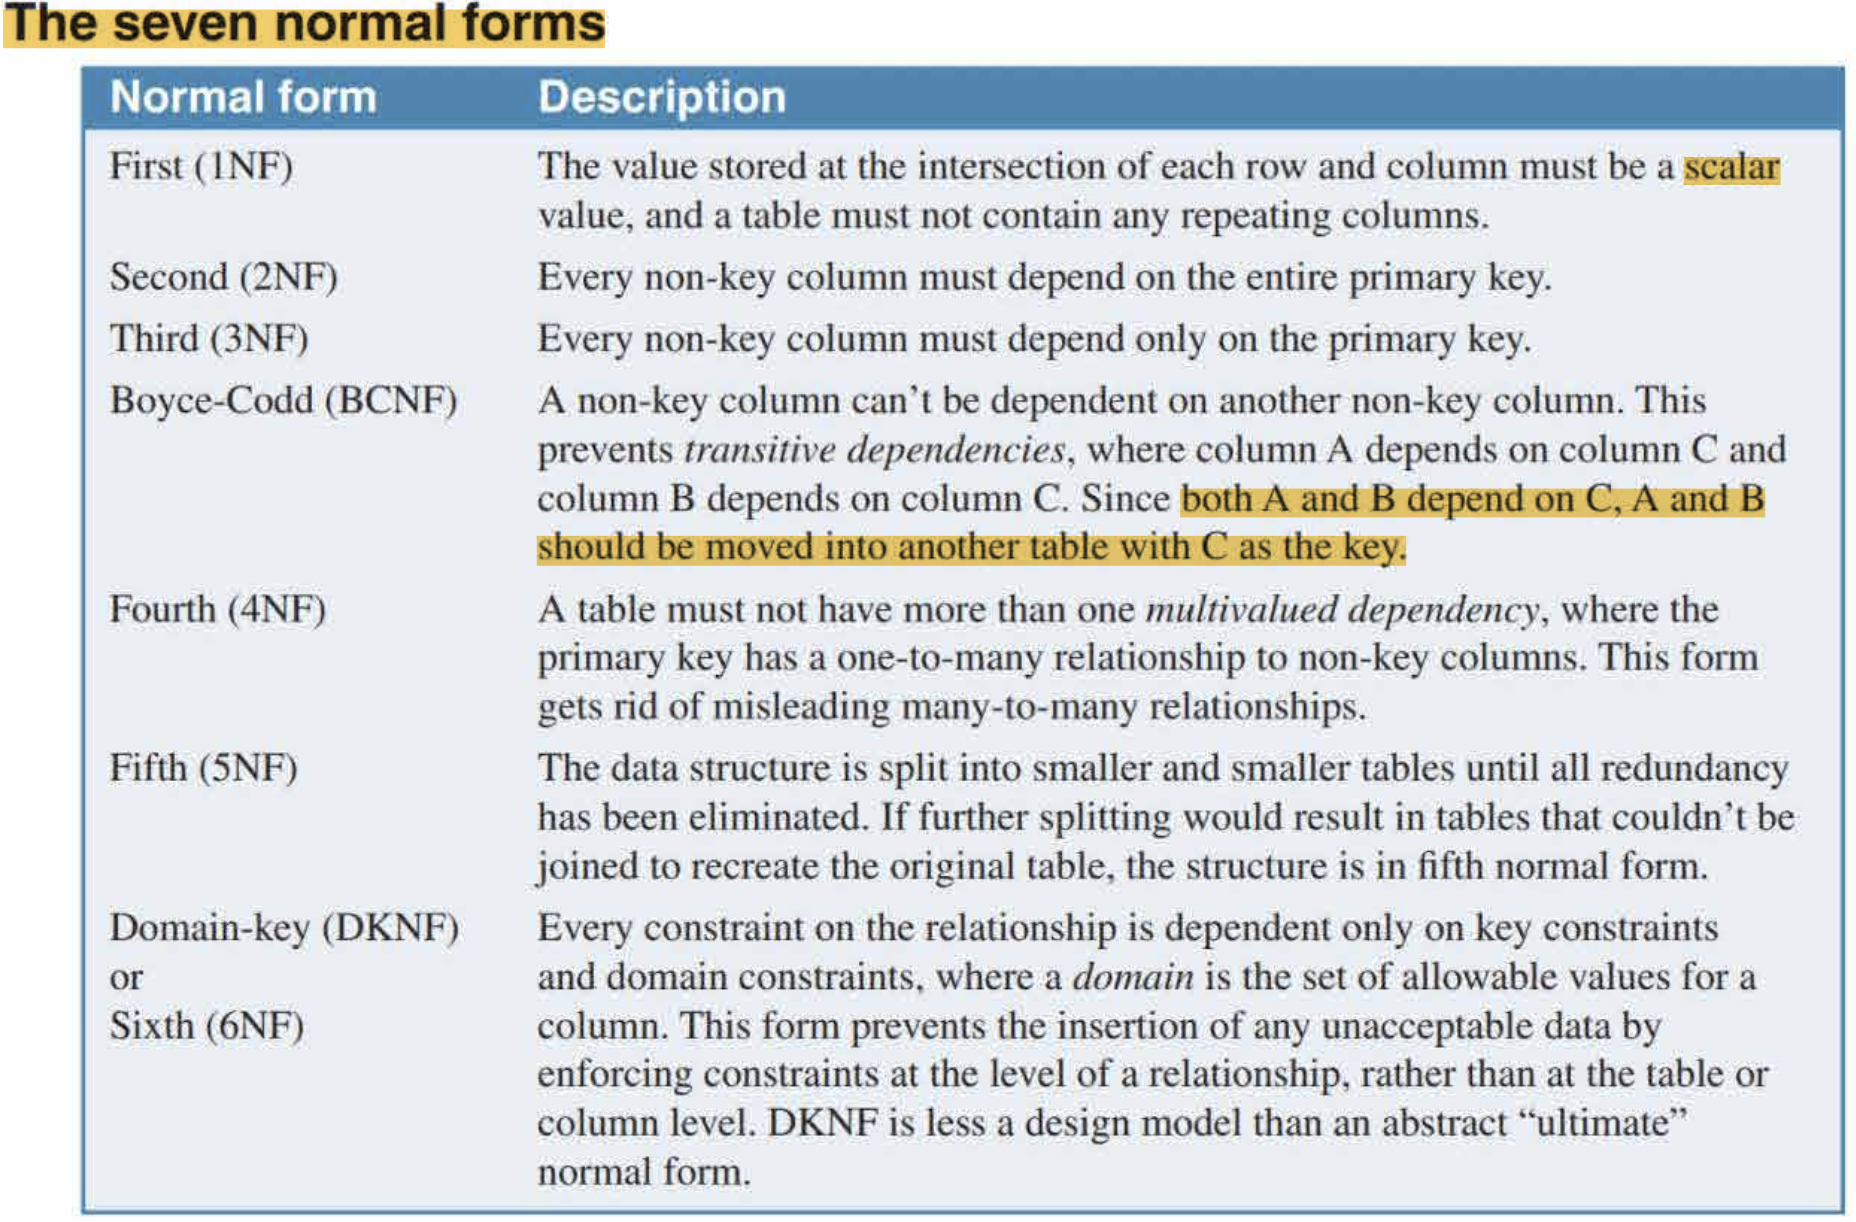 The seven normal forms
Normal form Description
First (1NF) The value stored at the intersection of each row and column must be a scalar
value, and a table must not contain any repeating columns.
Second (2NF) Every non-key column must depend on the entire primary key.
Third (3NF) Every non-key column must depend only on the primary key.
Boyce-Codd (BCNF) A non-key column can't be dependent on another non-key column. This
prevents transitive dependencies, where column A depends on column C and
column B depends on column C. Since both A and B depend on C, A and B
should be moved into another table with C as the key.
Fourth (4NF) A table must not have more than one multivalued dependency, where the
primary key has a one-to-many relationship to non-key columns. This form
gets rid of misleading many-to-many relationships.
Fifth (5NF) The data structure is split into smaller and smaller tables until all redundancy
has been eliminated. If further splitting would result in tables that couldn't be
joined to recreate the original table, the structure is in fifth normal form.
Domain-key (DKNF) Every constraint on the relationship is dependent only on key constraints
or and domain constraints, where a domain is the set of allowable values for a
Sixth (6NF) column. This form prevents the insertion of any unacceptable data by
enforcing constraints at the level of a relationship, rather than at the table or
column level. DKNF is less a design model than an abstract “ultimate”
normal form.